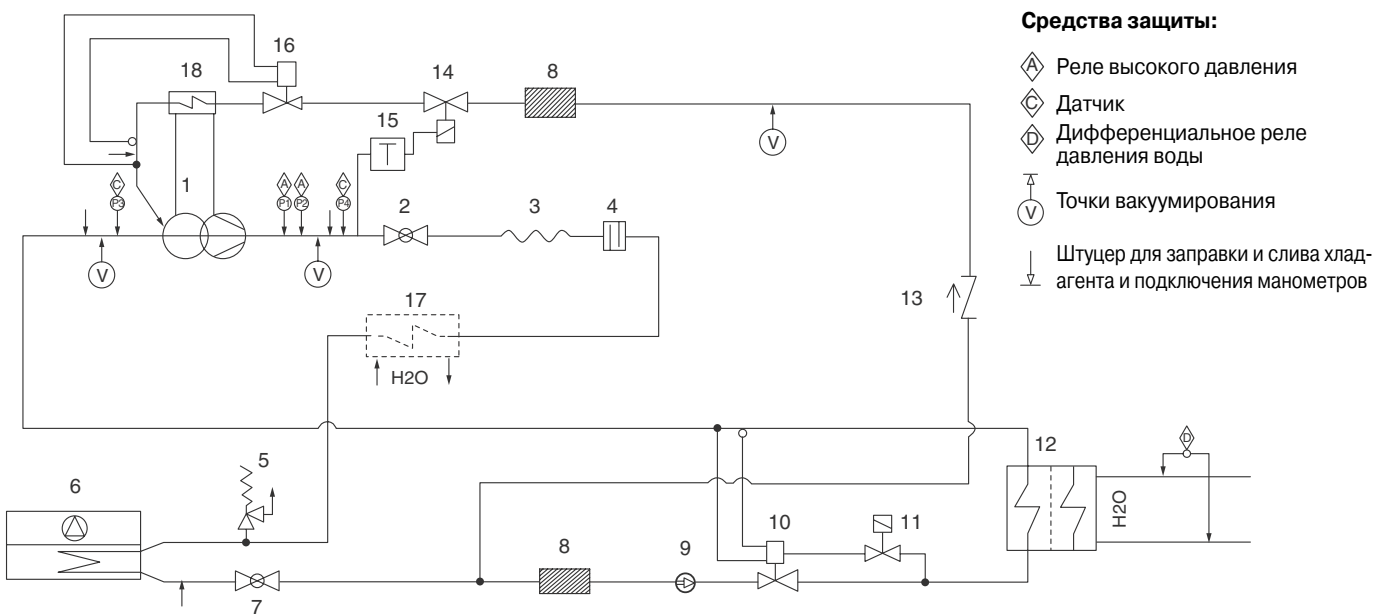 16
18
14
8
15
1
2
3
4
C
P3
A
P1
A
P2
C
P4
V
V
V
17
H2O
13
5
6
7
8
9
10
11
12
D
H2O
Средства защиты:
A Реле высокого давления
C Датчик
D Дифференциальное реле
давления воды
V Точки вакуумирования
Штуцер для заправки и слива хлад-
агента и подключения манометров